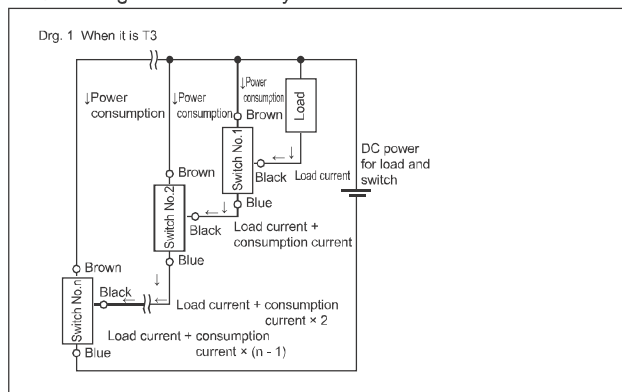 Drg. 1 When it is T3
↓Power
consumption
↓Power
consumption
↓Power
consumption
Brown
Load
Switch No.1
Black
Load current
DC power
for load and
switch
Blue
Brown
Switch No.2
Black
Load current +
consumption current
Blue
Brown
Switch No.n
Black
Load current + consumption
current × 2
Load current + consumption
current × (n - 1)
Blue